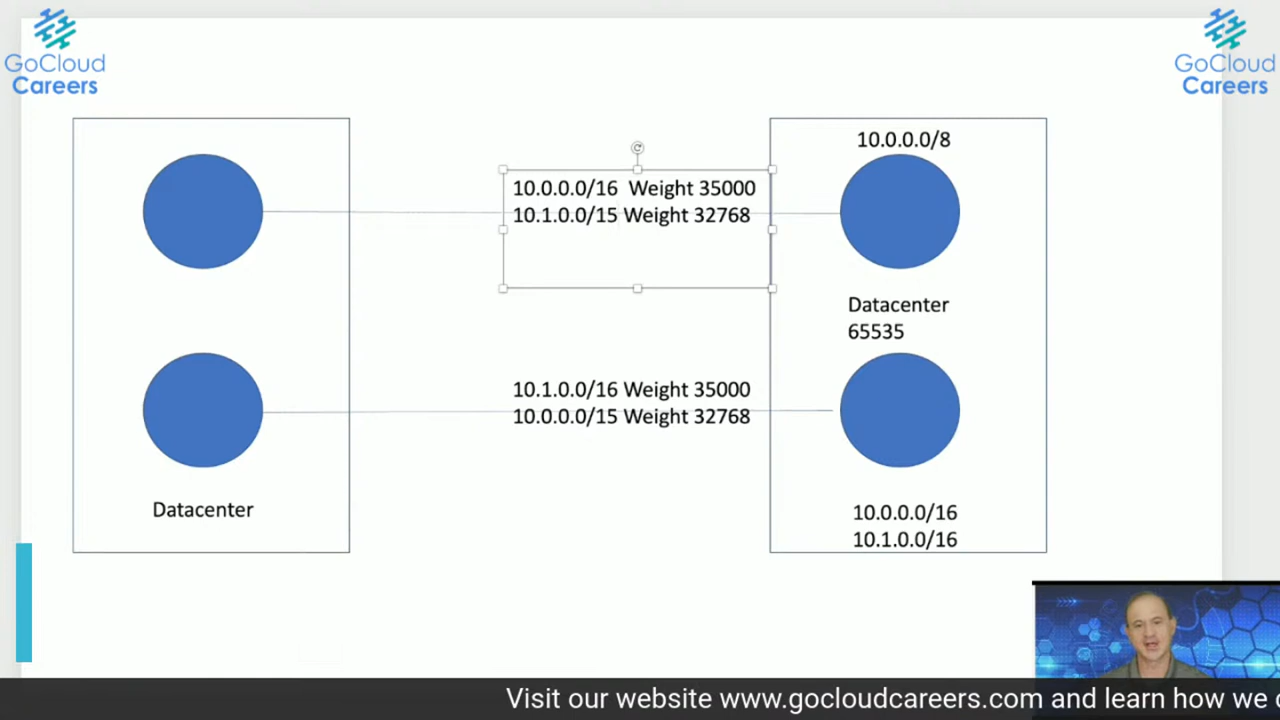 GoCloud
Careers
GoCloud
Careers
10.0.0.0/8
10.0.0.0/16  Weight 35000
10.1.0.0/15 Weight 32768
Datacenter
65535
10.1.0.0/16 Weight 35000
10.0.0.0/15 Weight 32768
Datacenter
10.0.0.0/16
10.1.0.0/16
Visit our website www.gocloudcareers.com and learn how we